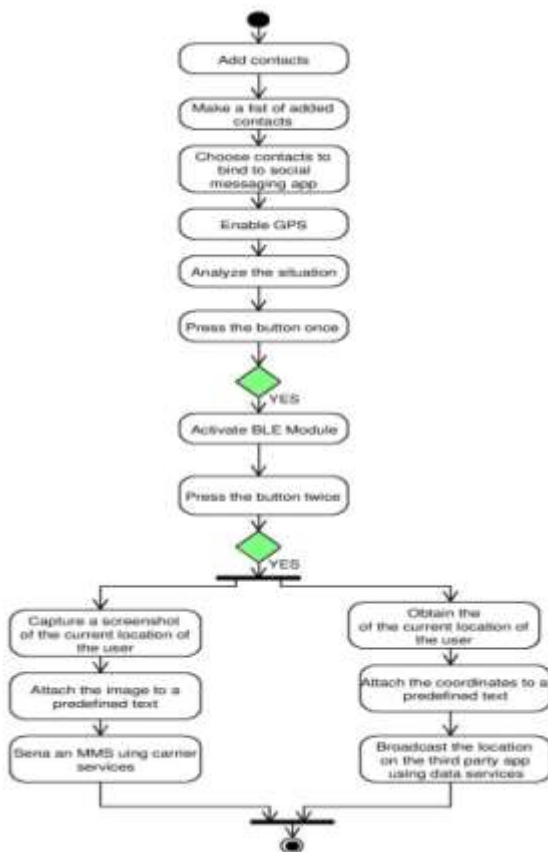 Add contacts
Make a list of added
contacts
Choose contacts to
bind to social
messaging app
Enable GPS
Analyze the situation
Press the button once
YES
Activate BLE Module
Press the button twice
YES
Capture a screenshot
of the current location of
the user
Attach the image to a
predefined text
Sena an MMS uing carrier
services
Obtain the
of the current location of
the user
Attach the coordinates to a
predefined text
Broadcast the location
on the third party app
using data services